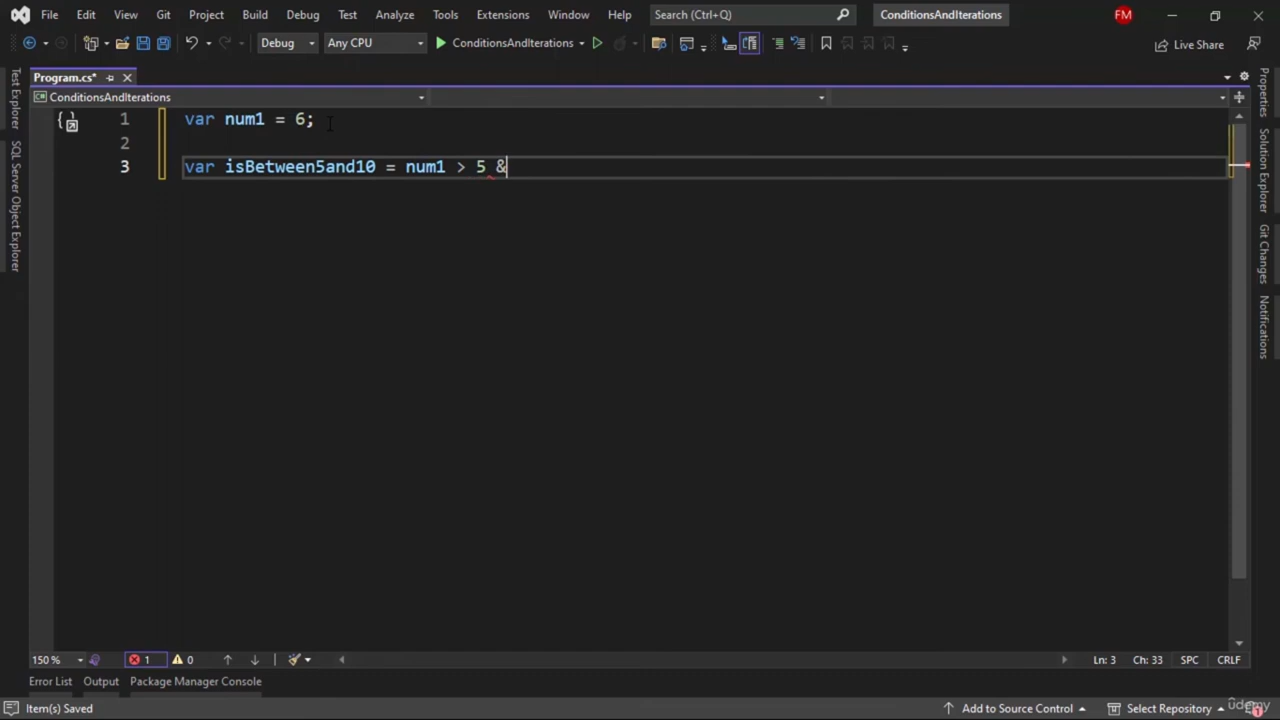 File Edit View Git Project Build Debug Test Analyze Tools Extensions Window Help Search (Ctrl+Q) ConditionsAndIterations FM
Debug Any CPU ConditionsAndIterations Live Share
Program.cs*
ConditionsAndIterations
1 var num1 = 6;
2
3 var isBetween5and10 = num1 > 5 &
Test Explorer
SQL Server Object Explorer
Properties
Solution Explorer
Git Changes
Notifications
150 % 1 0 Ln: 3 Ch: 33 SPC CRLF
Error List Output Package Manager Console
Item(s) Saved Add to Source Control Select Repository 1
udemy